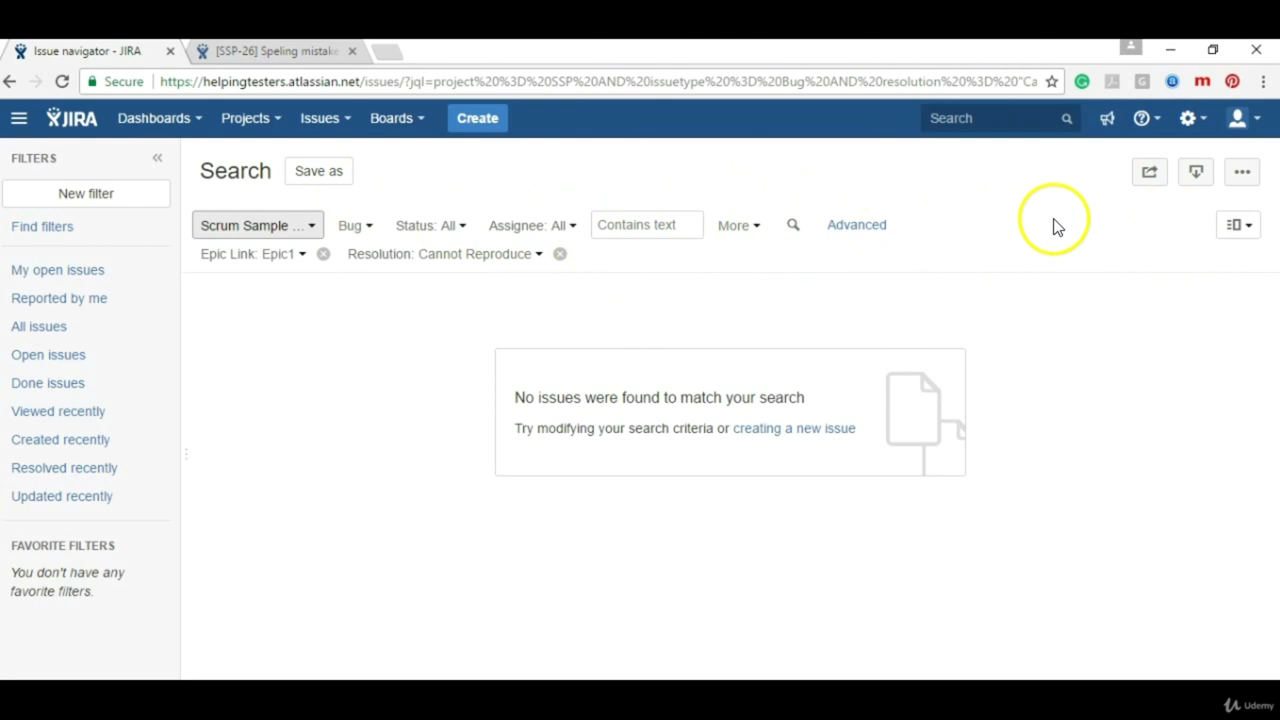 Issue navigator - JIRA
[SSP-26] Speling mistake
Secure
https://helpingtesters.atlassian.net/issues/?jql=project%20%3D%20SSP%20AND%20issuetype%20%3D%20Bug%20AND%20resolution%20%3D%20"Ca
JIRA Dashboards Projects Issues Boards Create Search
FILTERS
New filter
Find filters
My open issues
Reported by me
All issues
Open issues
Done issues
Viewed recently
Created recently
Resolved recently
Updated recently
FAVORITE FILTERS
You don't have any
favorite filters.
Search Save as
Scrum Sample ... Bug Status: All Assignee: All Contains text More Advanced
Epic Link: Epic1 Resolution: Cannot Reproduce
No issues were found to match your search
Try modifying your search criteria or creating a new issue
Udemy